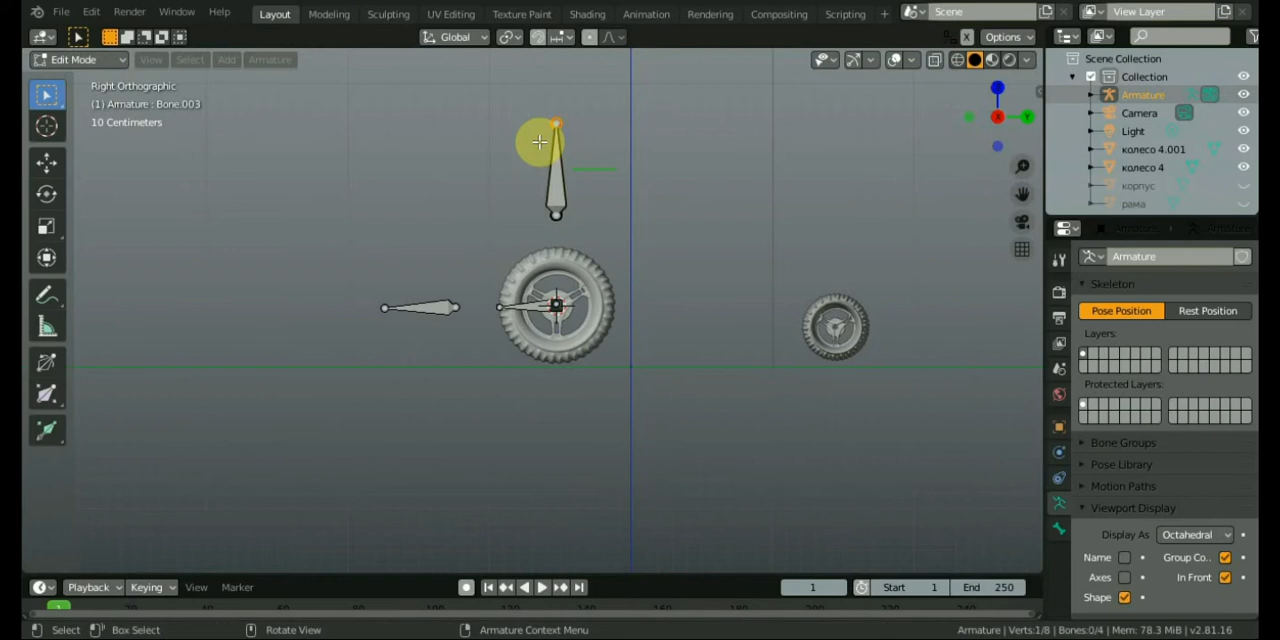 File Edit Render Window Help Layout Modeling Sculpting UV Editing Texture Paint Shading Animation Rendering Compositing Scripting + Scene View Layer
Global Options
Edit Mode View Select Add Armature
Right Orthographic
(1) Armature : Bone.003
10 Centimeters
Scene Collection
Collection
Armature
Camera
Light
колесо 4.001
колесо 4
корпус
рама
Armature
Skeleton
Pose Position Rest Position
Layers:
Protected Layers:
Bone Groups
Pose Library
Motion Paths
Viewport Display
Display As Octahedral
Name Group Co..
Axes In Front
Shape
Playback Keying View Marker 1 Start 1 End 250
Select Box Select Rotate View Armature Context Menu Armature | Verts:1/8 | Bones:0/4 | Mem: 78.3 MiB | v2.81.16